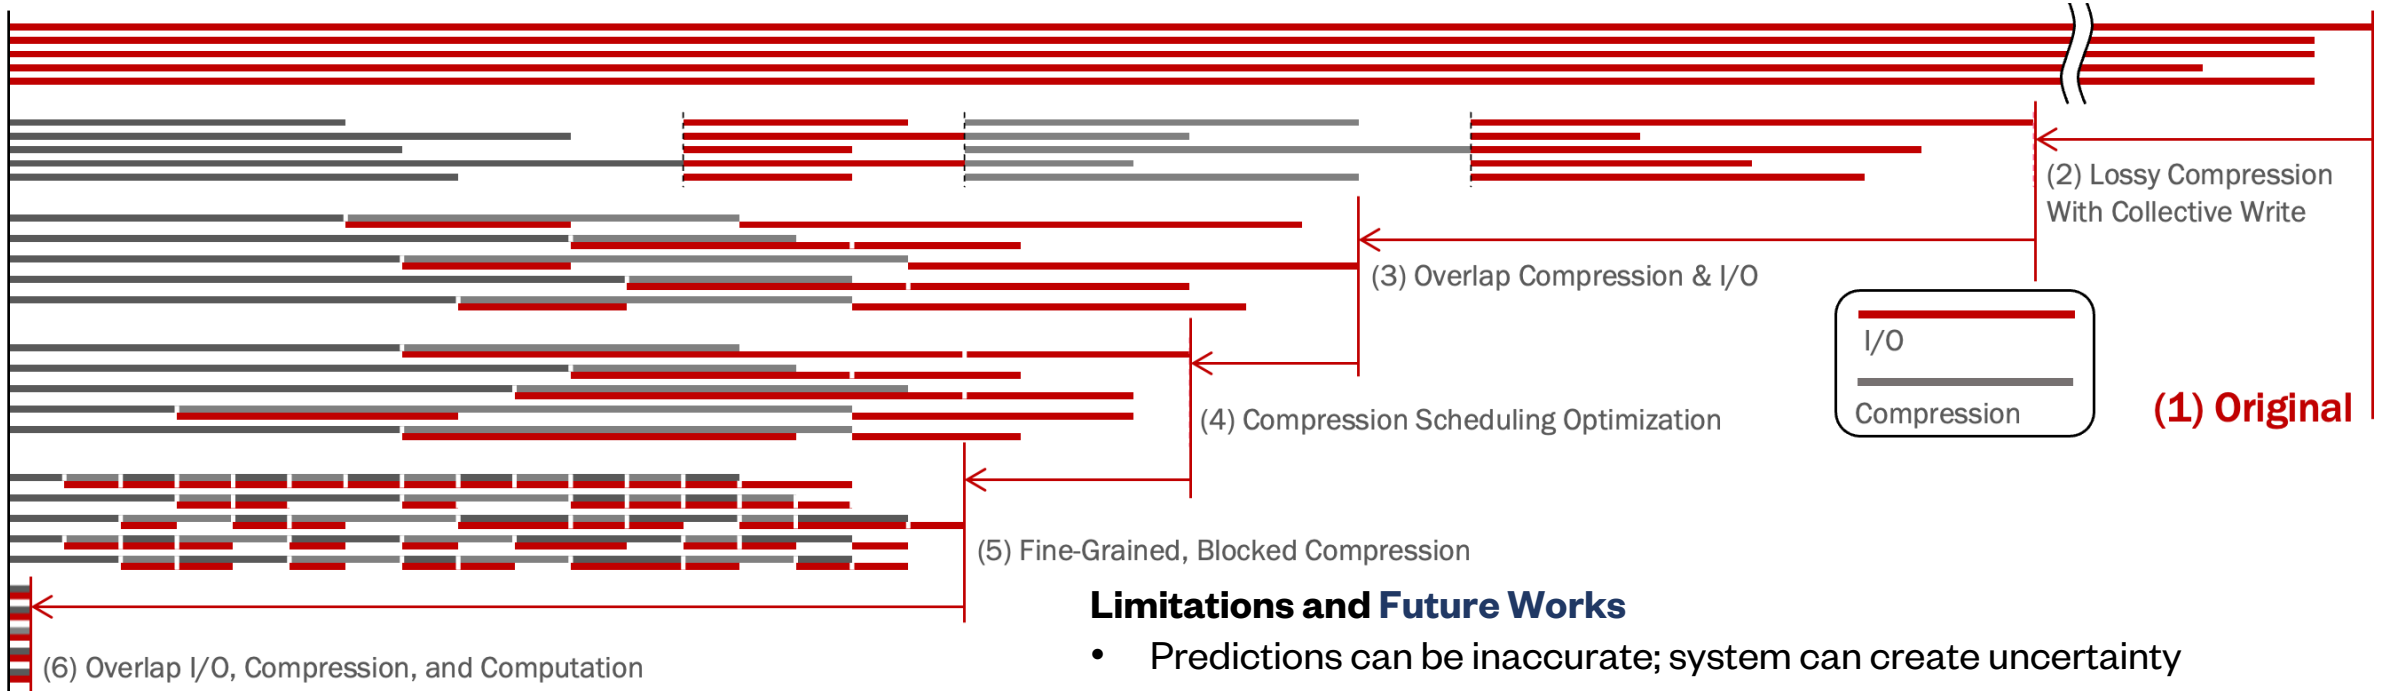 (2) Lossy Compression
With Collective Write
(3) Overlap Compression & I/O
I/O
Compression
(1) Original
(4) Compression Scheduling Optimization
(5) Fine-Grained, Blocked Compression
Limitations and Future Works
• Predictions can be inaccurate; system can create uncertainty
(6) Overlap I/O, Compression, and Computation